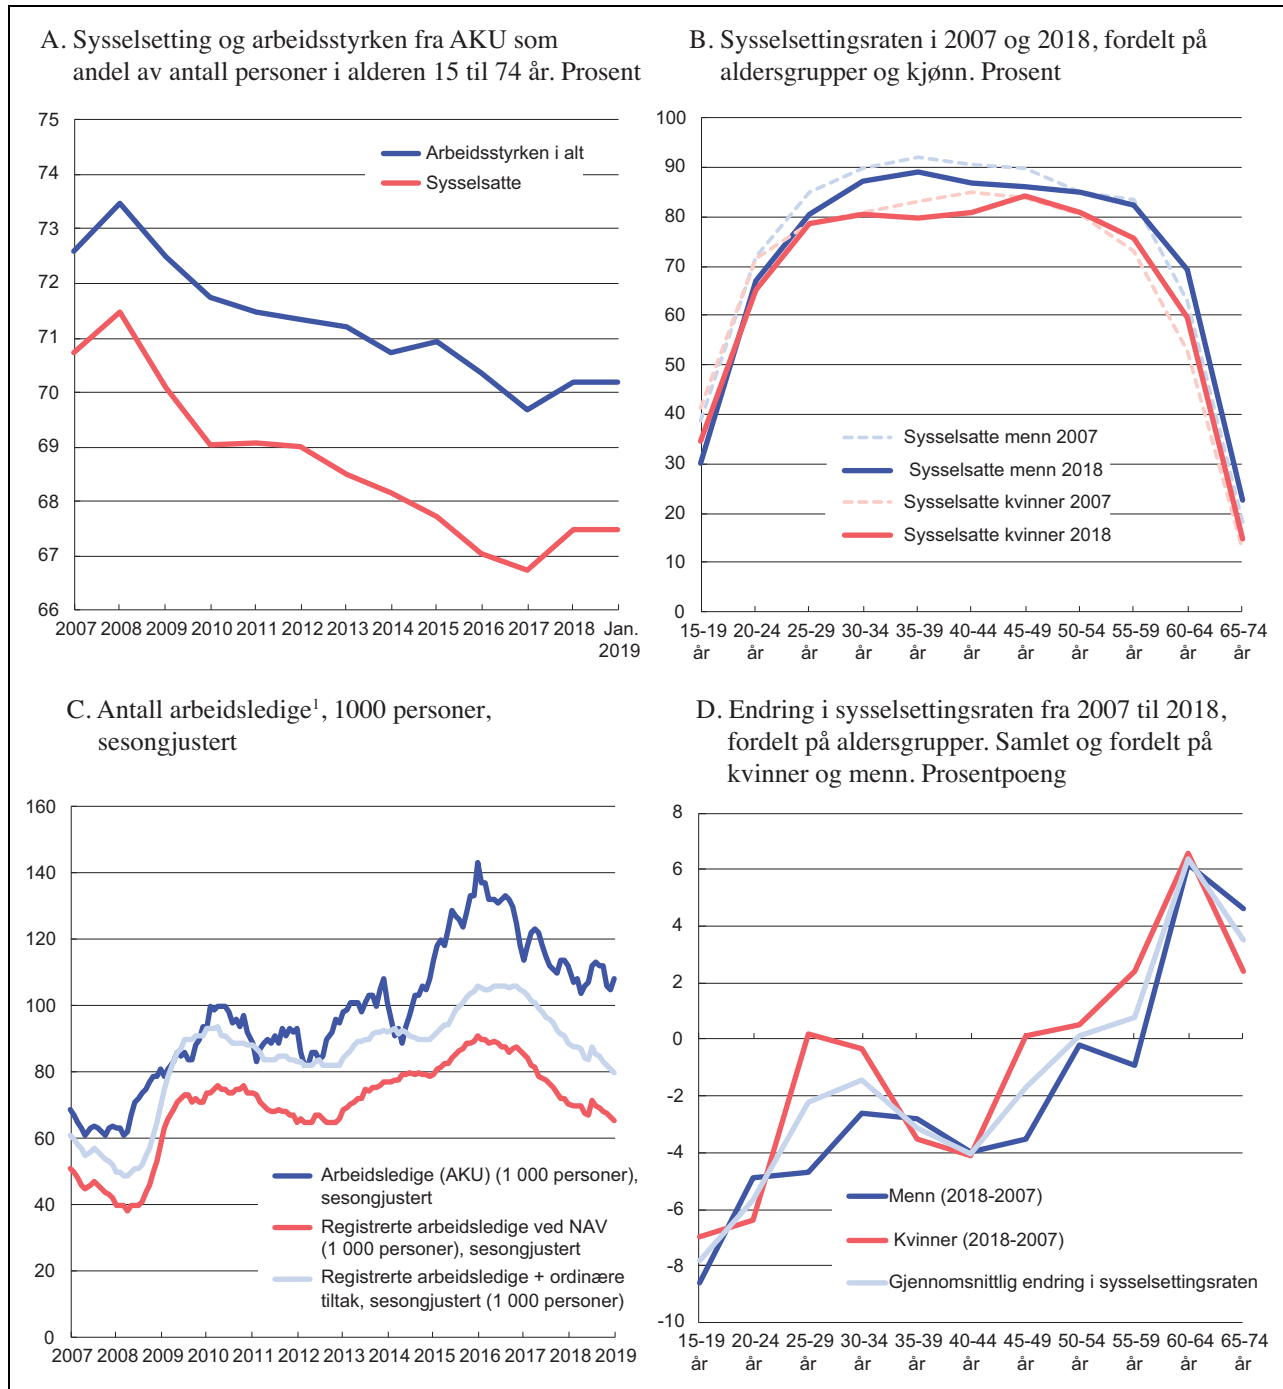 A. Sysselsetting og arbeidsstyrken fra AKU som
andel av antall personer i alderen 15 til 74 år. Prosent
75
74
73
72
71
70
69
68
67
66
Arbeidsstyrken i alt
Sysselsatte
2007 2008 2009 2010 2011 2012 2013 2014 2015 2016 2017 2018 Jan.
2019
B. Sysselsettingsraten i 2007 og 2018, fordelt på
aldersgrupper og kjønn. Prosent
100
90
80
70
60
50
40
30
20
10
0
Sysselsatte menn 2007
Sysselsatte menn 2018
Sysselsatte kvinner 2007
Sysselsatte kvinner 2018
15-19 20-24 25-29 30-34 35-39 40-44 45-49 50-54 55-59 60-64 65-74
år år år år år år år år år år år
C. Antall arbeidsledige¹, 1000 personer,
sesongjustert
160
140
120
100
80
60
40
20
0
Arbeidsledige (AKU) (1 000 personer),
sesongjustert
Registrerte arbeidsledige ved NAV
(1 000 personer), sesongjustert
Registrerte arbeidsledige + ordinære
tiltak, sesongjustert (1 000 personer)
2007 2008 2009 2010 2011 2012 2013 2014 2015 2016 2017 2018 2019
D. Endring i sysselsettingsraten fra 2007 til 2018,
fordelt på aldersgrupper. Samlet og fordelt på
kvinner og menn. Prosentpoeng
8
6
4
2
0
-2
-4
-6
-8
-10
Menn (2018-2007)
Kvinner (2018-2007)
Gjennomsnittlig endring i sysselsettingsraten
15-19 20-24 25-29 30-34 35-39 40-44 45-49 50-54 55-59 60-64 65-74
år år år år år år år år år år år